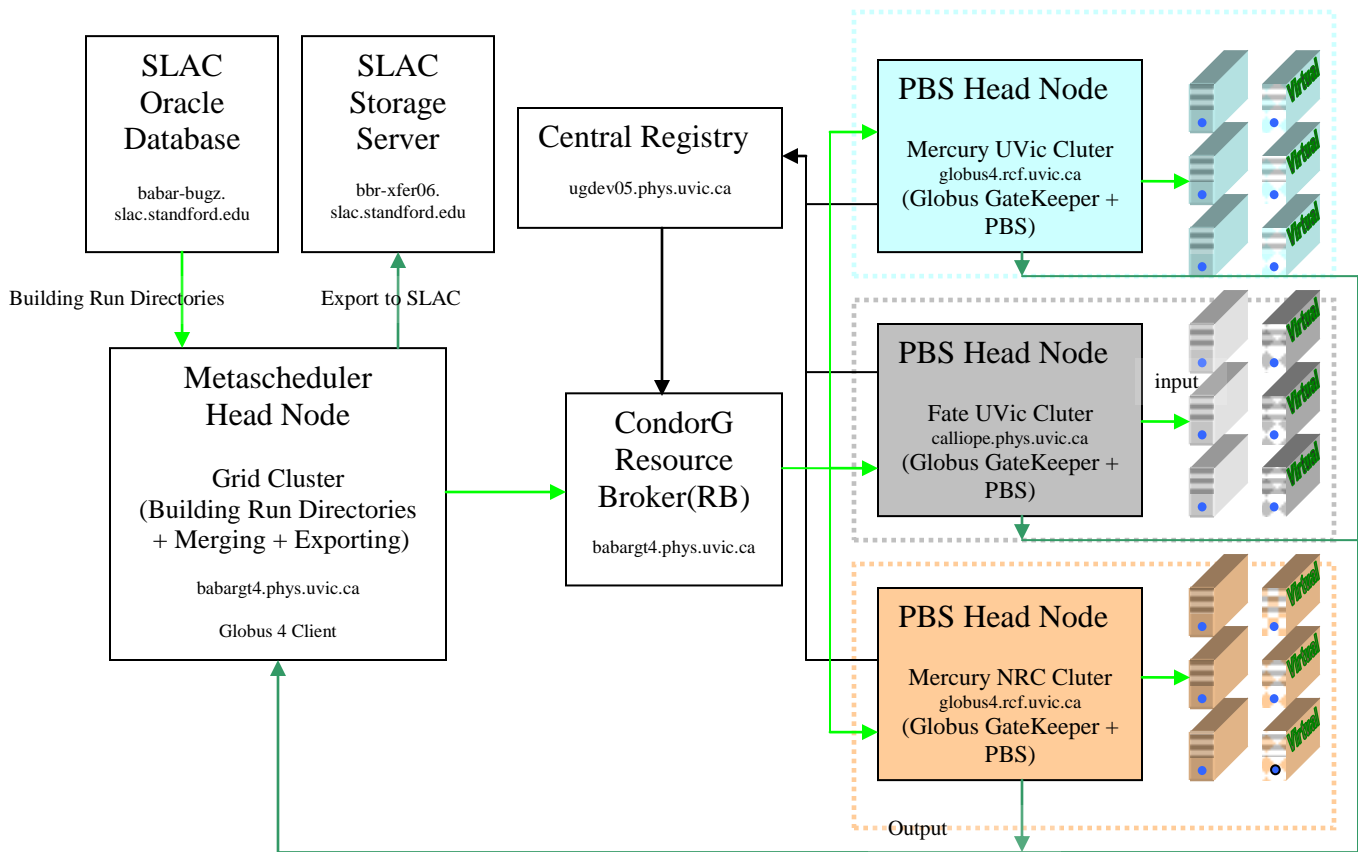 SLAC
Oracle
Database
babar-bugz.
slac.standford.edu
SLAC
Storage
Server
bbr-xfer06.
slac.standford.edu
Central Registry
ugdev05.phys.uvic.ca
Building Run Directories
Export to SLAC
Metascheduler
Head Node
Grid Cluster
(Building Run Directories
+ Merging + Exporting)
babargt4.phys.uvic.ca
Globus 4 Client
CondorG
Resource
Broker(RB)
babargt4.phys.uvic.ca
PBS Head Node
Mercury UVic Cluter
globus4.rcf.uvic.ca
(Globus GateKeeper +
PBS)
Virtual
Virtual
Virtual
PBS Head Node
Fate UVic Cluter
calliope.phys.uvic.ca
(Globus GateKeeper +
PBS)
input
Virtual
Virtual
Virtual
PBS Head Node
Mercury NRC Cluter
globus4.rcf.uvic.ca
(Globus GateKeeper +
PBS)
Virtual
Virtual
Virtual
Output